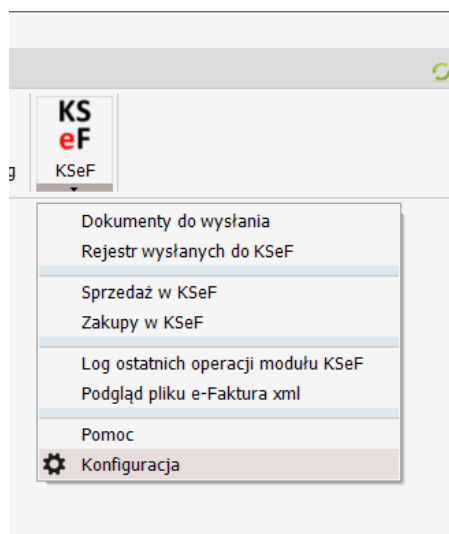 KS
eF
g
KSeF
Dokumenty do wysłania
Rejestr wysłanych do KSeF
Sprzedaż w KSeF
Zakupy w KSeF
Log ostatnich operacji modułu KSeF
Podgląd pliku e-Faktura xml
Pomoc
Konfiguracja